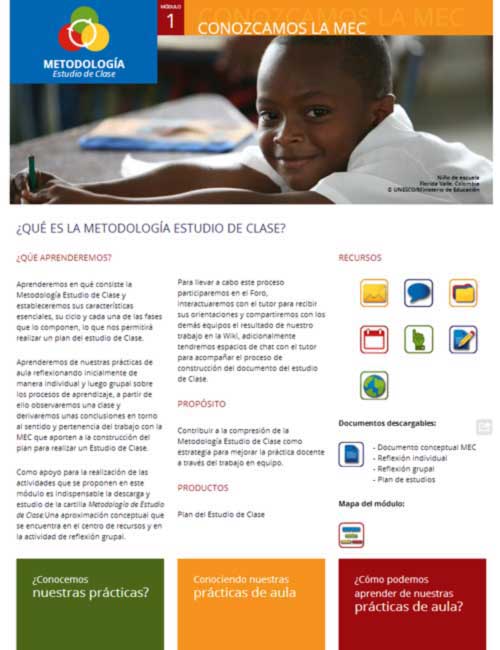 METODOLOGÍA
Estudio de Clase
MÓDULO
1
CONOZCAMOS LA MEC
CONOZCAMOS LA MEC
Niño de escuela
Florida Valle, Colombia
© UNESCO/Ministerio de Educación
¿QUÉ ES LA METODOLOGÍA ESTUDIO DE CLASE?
¿QUÉ APRENDEREMOS?
Aprenderemos en qué consiste la
Metodología Estudio de Clase y
estableceremos sus características
esenciales, su ciclo y cada una de las fases
que lo componen, lo que nos permitirá
realizar un plan del estudio de Clase.
Aprenderemos de nuestras prácticas de
aula reflexionando inicialmente de
manera individual y luego grupal sobre
los procesos de aprendizaje, a partir de
ello observaremos una clase y
derivaremos unas conclusiones en torno
al sentido y pertenencia del trabajo con la
MEC que aporten a la construcción del
plan para realizar un Estudio de Clase.
Como apoyo para la realización de las
actividades que se proponen en este
módulo es indispensable la descarga y
estudio de la cartilla Metodología de Estudio
de Clase.Una aproximación conceptual que
se encuentra en el centro de recursos y en
la actividad de reflexión grupal.
Para llevar a cabo este proceso
participaremos en el Foro,
interactuaremos con el tutor para recibir
sus orientaciones y compartiremos con los
demás equipos el resultado de nuestro
trabajo en la Wiki, adicionalmente
tendremos espacios de chat con el tutor
para acompañar el proceso de
construcción del documento del estudio
de Clase.
PROPÓSITO
Contribuir a la compresión de la
Metodología Estudio de Clase como
estrategia para mejorar la práctica docente
a través del trabajo en equipo.
PRODUCTOS
Plan del Estudio de Clase
RECURSOS
Documentos descargables:
- Documento conceptual MEC
- Reflexión individual
- Reflexión grupal
- Plan de estudios
Mapa del módulo:
¿Conocemos
nuestras prácticas?
Conociendo nuestras
prácticas de aula
¿Cómo podemos
aprender de nuestras
prácticas de aula?